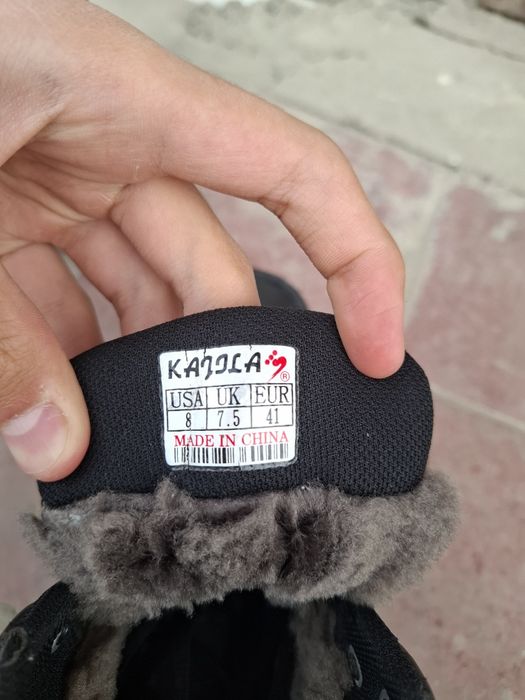 KAJILA ®
USA UK EUR
8 7.5 41
MADE IN CHINA